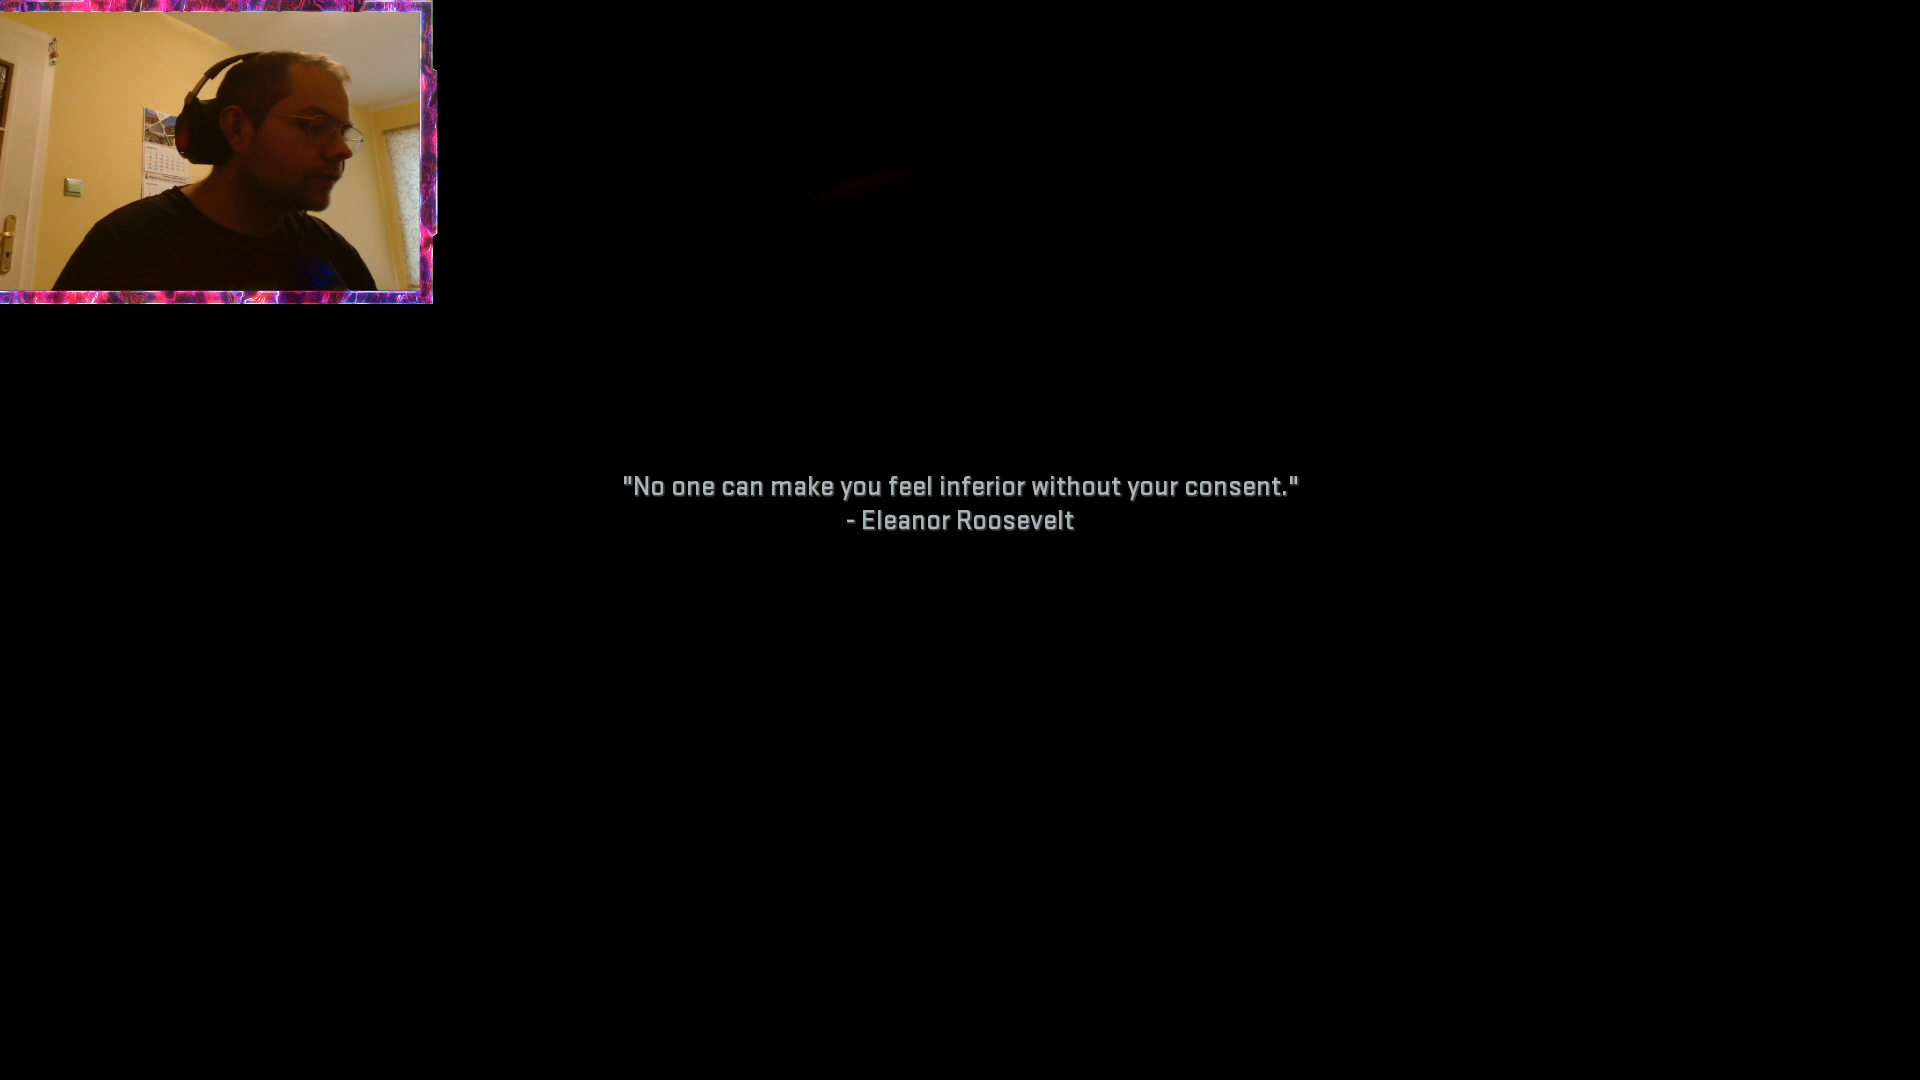 "No one can make you feel inferior without your consent."
- Eleanor Roosevelt